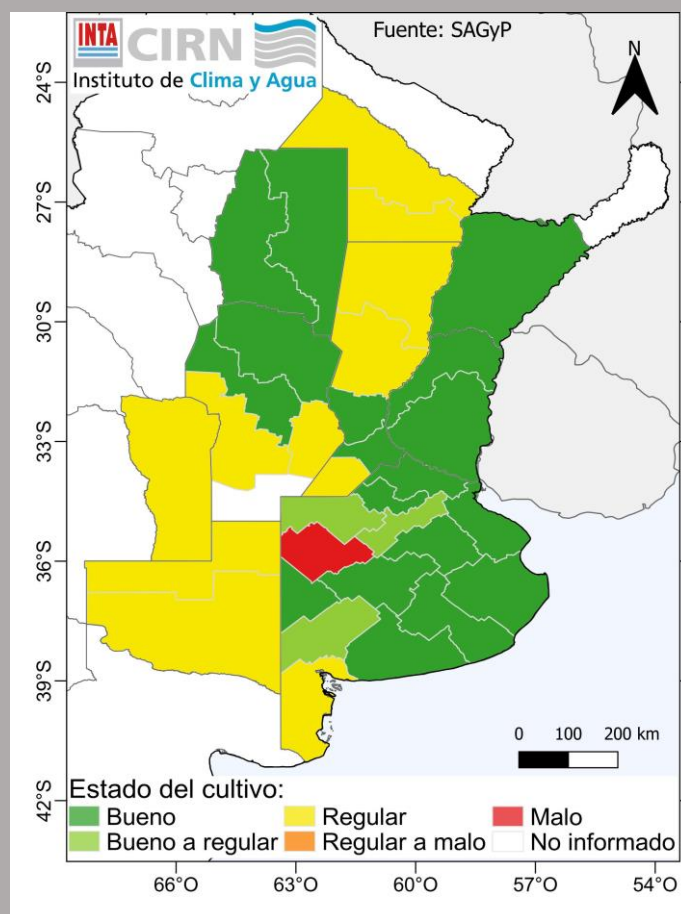 INTA
CIRN
Instituto de Clima y Agua
Fuente: SAGyP
N
24°S
27°S
30°S
33°S
36°S
39°S
42°S
0 100 200 km
Estado del cultivo:
Bueno Regular Malo
Bueno a regular Regular a malo No informado
66°O 63°O 60°O 57°O 54°O